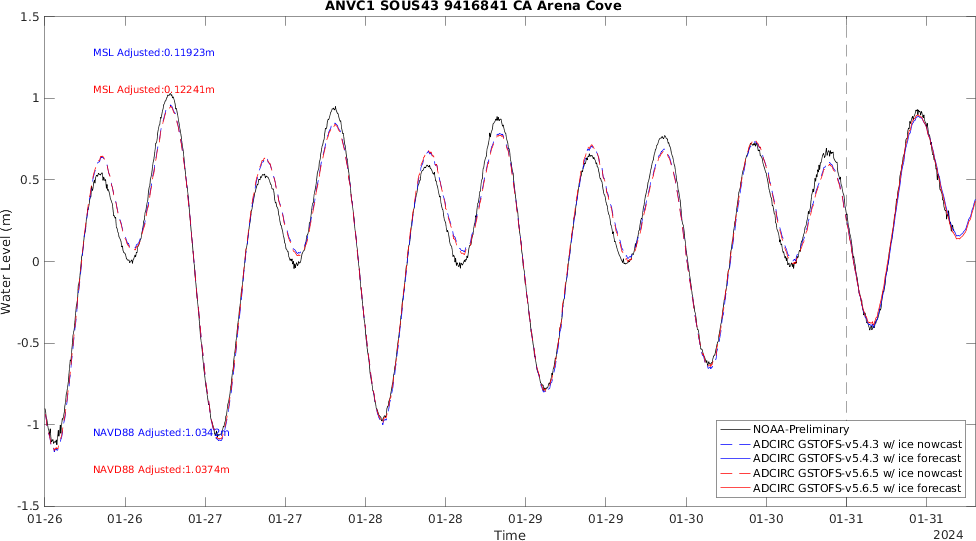 ANVC1 SOUS43 9416841 CA Arena Cove
1.5
MSL Adjusted:0.11923m
MSL Adjusted:0.12241m
1
0.5
Water Level (m)
0
-0.5
-1
NAVD88 Adjusted:1.0342m
NOAA-Preliminary
ADCIRC GSTOFS-v5.4.3 w/ ice nowcast
ADCIRC GSTOFS-v5.4.3 w/ ice forecast
NAVD88 Adjusted:1.0374m
ADCIRC GSTOFS-v5.6.5 w/ ice nowcast
ADCIRC GSTOFS-v5.6.5 w/ ice forecast
-1.5
01-26 01-26 01-27 01-27 01-28 01-28 01-29 01-29 01-30 01-30 01-31 01-31
Time
2024